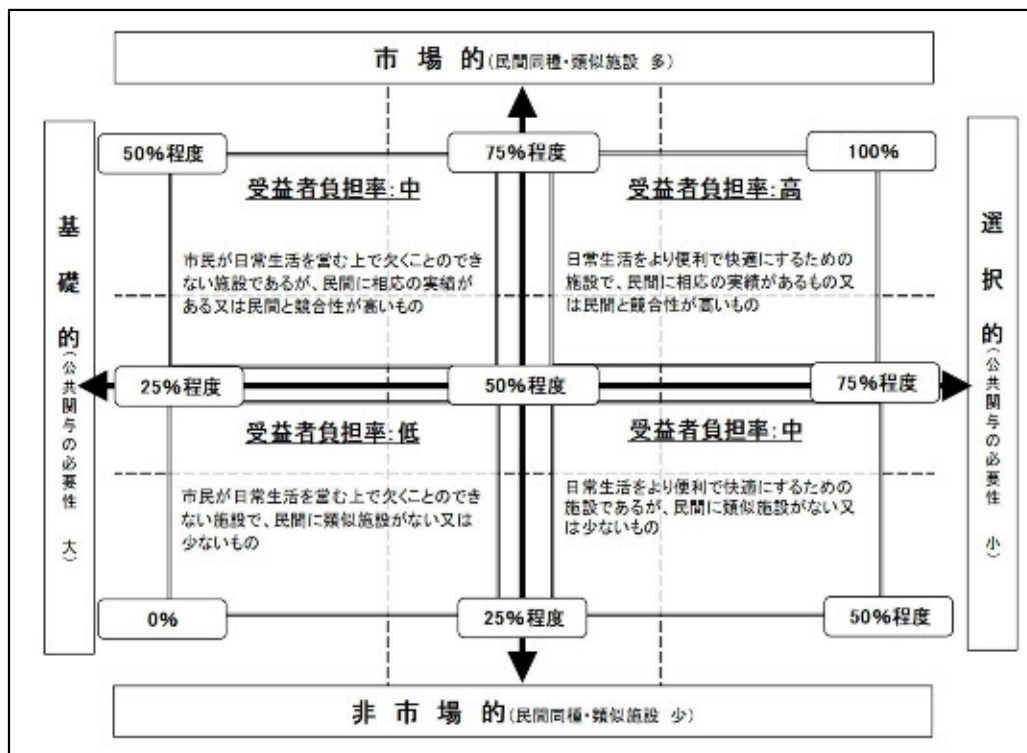 市場的(民間同種・類似施設 多)
50%程度
75%程度
100%
受益者負担率:中
受益者負担率:高
市民が日常生活を営む上で欠くことのでき
ない施設であるが、民間に相応の実績が
ある又は民間と競合性が高いもの
日常生活をより便利で快適にするための
施設で、民間に相応の実績があるもの又
は民間と競合性が高いもの
基礎的(公共関与の必要性 大)
選択的(公共関与の必要性 小)
25%程度
50%程度
75%程度
受益者負担率:低
受益者負担率:中
市民が日常生活を営む上で欠くことのでき
ない施設で、民間に類似施設がない又は
少ないもの
日常生活をより便利で快適にするための
施設であるが、民間に類似施設がない又
は少ないもの
0%
25%程度
50%程度
非市場的(民間同種・類似施設 少)